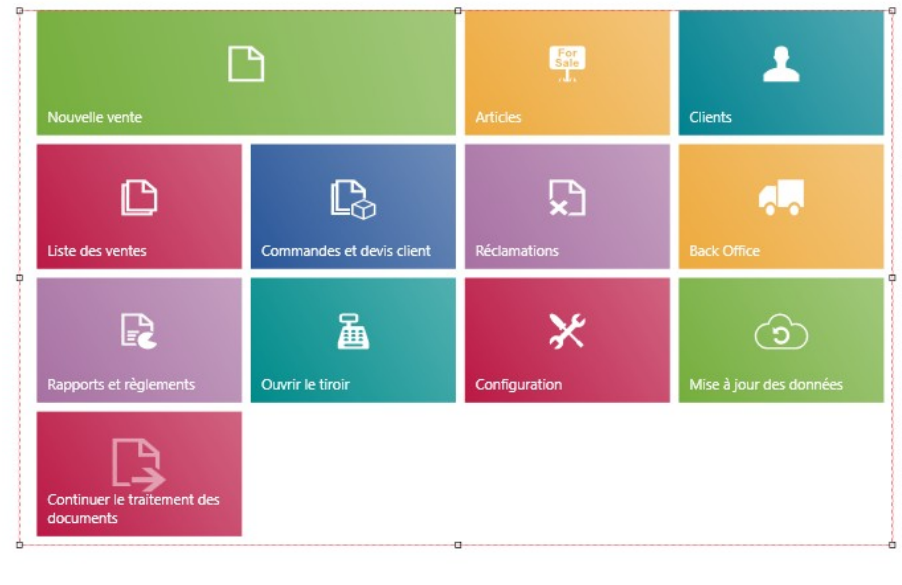 For
Sale
Nouvelle vente
Articles
Clients
Liste des ventes
Commandes et devis client
Réclamations
Back Office
Rapports et règlements
Ouvrir le tiroir
Configuration
Mise à jour des données
Continuer le traitement des
documents